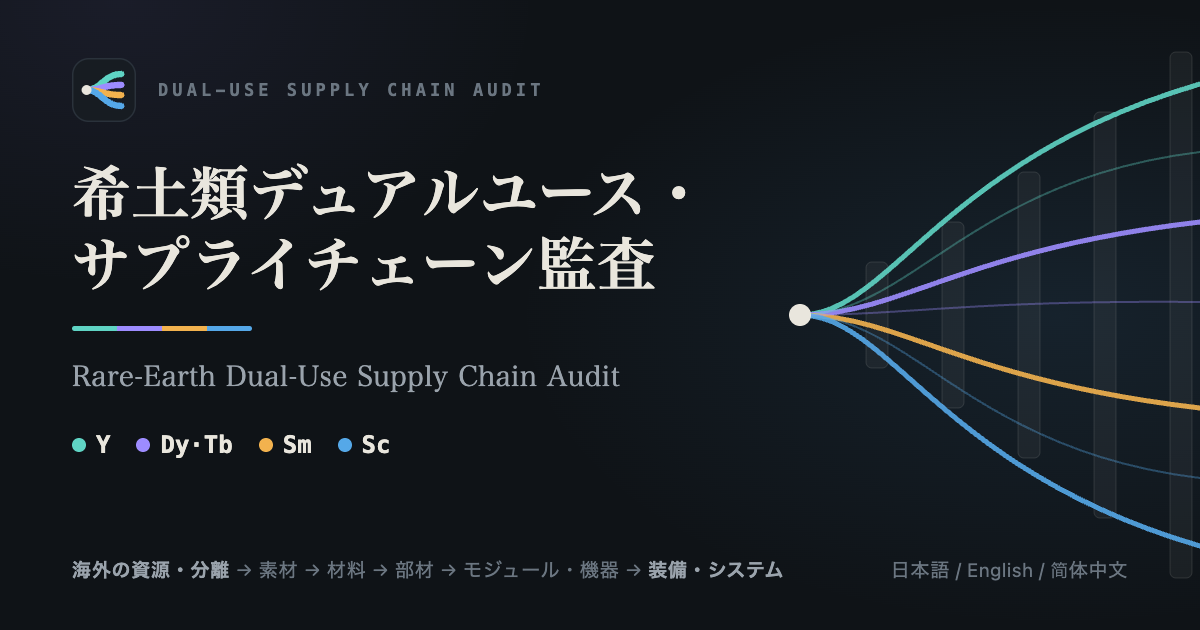 DUAL-USE SUPPLY CHAIN AUDIT
希土類デュアルユース・
サプライチェーン監査
Rare-Earth Dual-Use Supply Chain Audit
Y Dy·Tb Sm Sc
海外の資源・分離 → 素材 → 材料 → 部材 → モジュール・機器 → 装備・システム
日本語 / English / 简体中文